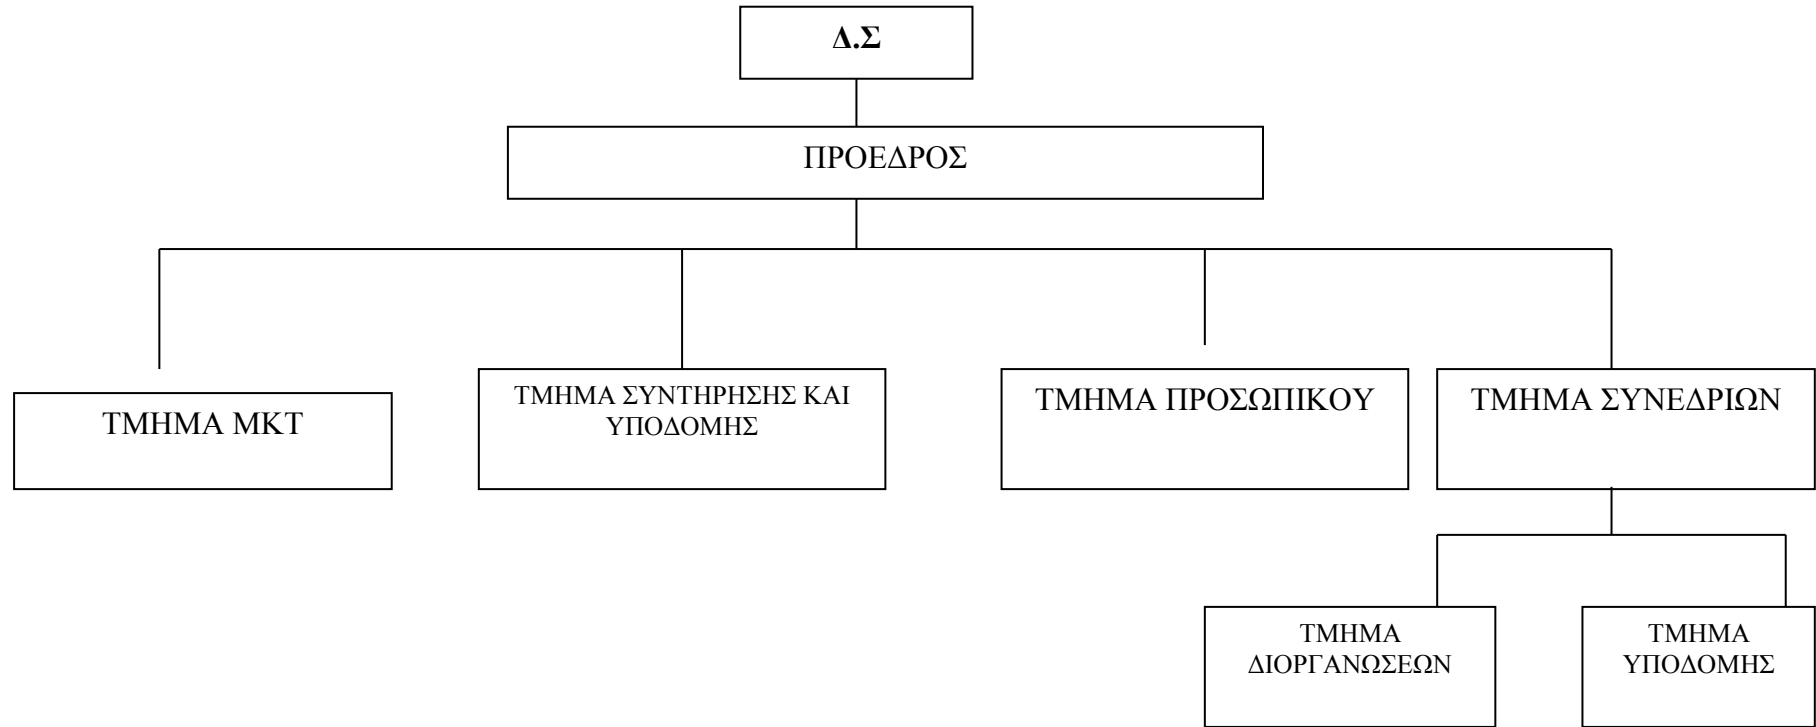 Δ.Σ
ΠΡΟΕΔΡΟΣ
ΤΜΗΜΑ ΜΚΤ
ΤΜΗΜΑ ΣΥΝΤΗΡΗΣΗΣ ΚΑΙ
ΥΠΟΔΟΜΗΣ
ΤΜΗΜΑ ΠΡΟΣΩΠΙΚΟΥ
ΤΜΗΜΑ ΣΥΝΕΔΡΙΩΝ
ΤΜΗΜΑ
ΔΙΟΡΓΑΝΩΣΕΩΝ
ΤΜΗΜΑ
ΥΠΟΔΟΜΗΣ